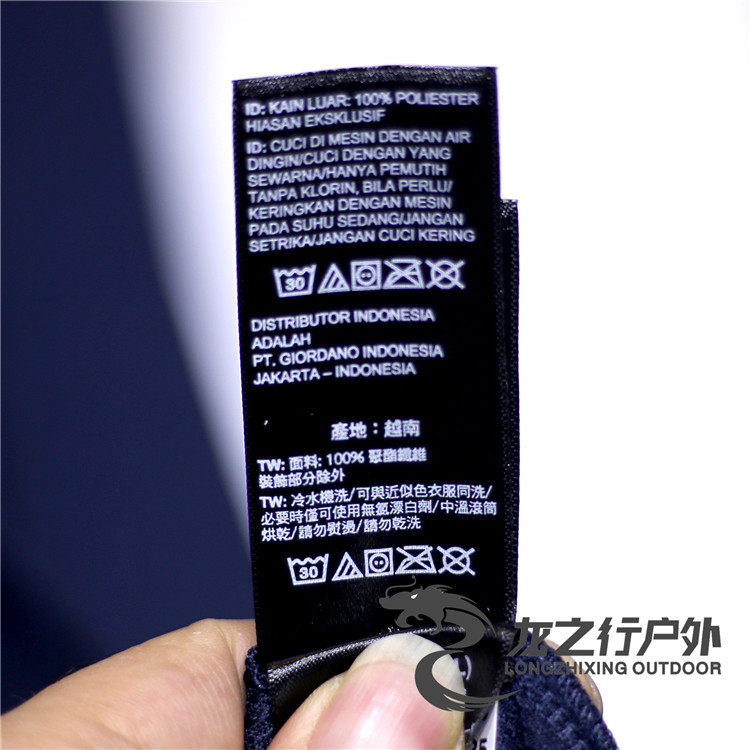 ID: KAIN LUAR: 100% POLIESTER
HIASAN EKSKLUSIF
ID: CUCI DI MESIN DENGAN AIR
DINGIN/CUCI DENGAN YANG
SEWARNA/HANYA PEMUTIH
TANPA KLORIN, BILA PERLU/
KERINGKAN DENGAN MESIN
PADA SUHU SEDANG/JANGAN
SETRIKA/JANGAN CUCI KERING
30
DISTRIBUTOR INDONESIA
ADALAH
PT. GIORDANO INDONESIA
JAKARTA – INDONESIA
產地：越南
TW: 面料: 100% 聚酯纖維
裝飾部分除外
TW: 冷水機洗/可與近似色衣服同洗/
必要時僅可使用無氯漂白劑/中溫滾筒
烘乾/請勿熨燙/請勿乾洗
30
龙之行户外
LONGZHIXING OUTDOOR